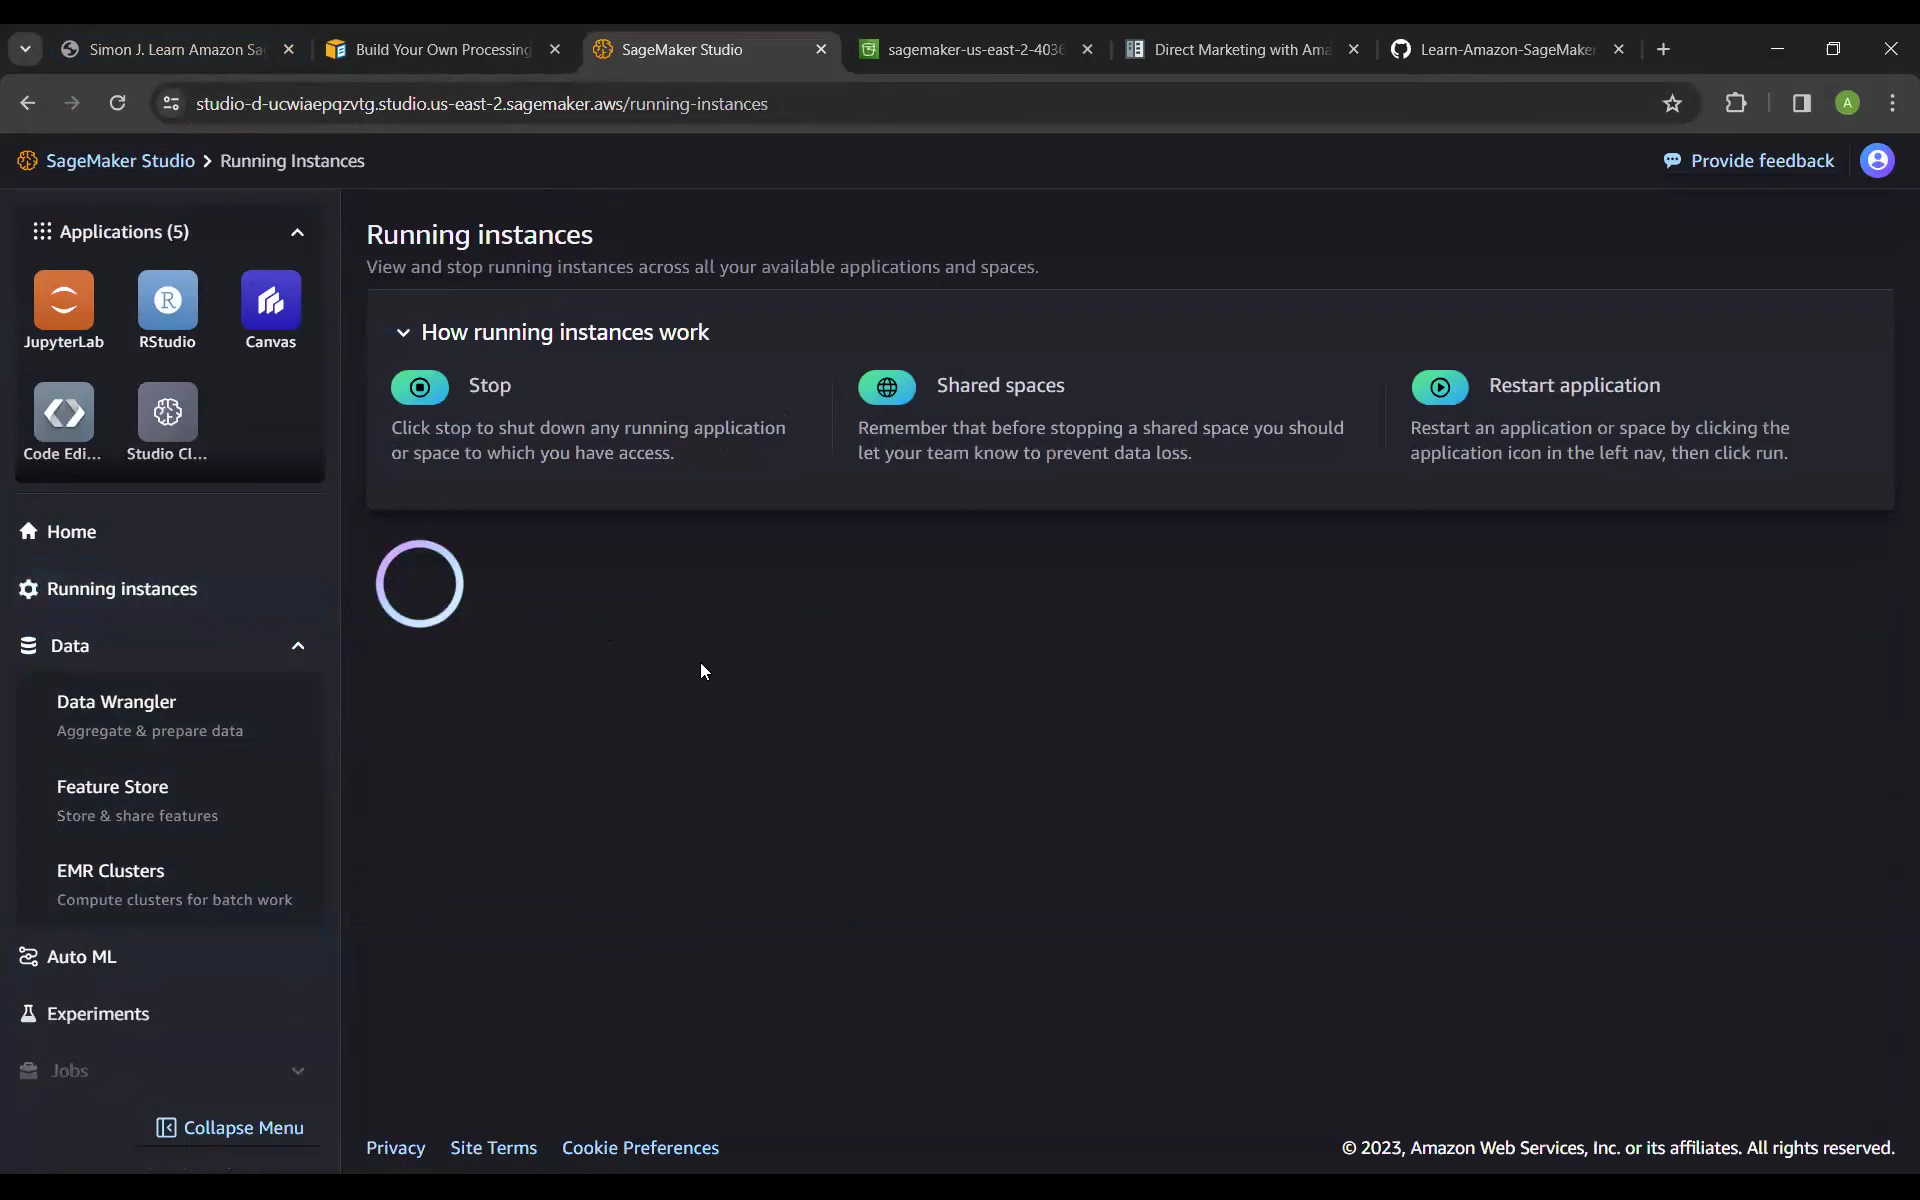 Simon J. Learn Amazon Sa
Build Your Own Processing
SageMaker Studio
sagemaker-us-east-2-4036
Direct Marketing with Ama
Learn-Amazon-SageMaker
studio-d-ucwiaepqzvtg.studio.us-east-2.sagemaker.aws/running-instances
A
SageMaker Studio > Running Instances
Provide feedback
Applications (5)
JupyterLab
R
RStudio
Canvas
Code Edi...
Studio Cl...
Home
Running instances
Data
Data Wrangler
Aggregate & prepare data
Feature Store
Store & share features
EMR Clusters
Compute clusters for batch work
Auto ML
Experiments
Jobs
Collapse Menu
Running instances
View and stop running instances across all your available applications and spaces.
How running instances work
Stop
Click stop to shut down any running application
or space to which you have access.
Shared spaces
Remember that before stopping a shared space you should
let your team know to prevent data loss.
Restart application
Restart an application or space by clicking the
application icon in the left nav, then click run.
Privacy
Site Terms
Cookie Preferences
© 2023, Amazon Web Services, Inc. or its affiliates. All rights reserved.